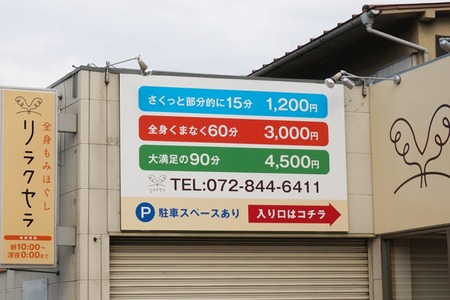 全身もみほぐし
リラクセラ
営業時間
朝10:00～
深夜0:00まで
さくっと部分的に15分 1,200円
全身くまなく60分 3,000円
大満足の90分 4,500円
TEL:072-844-6411
P 駐車スペースあり 入り口はコチラ